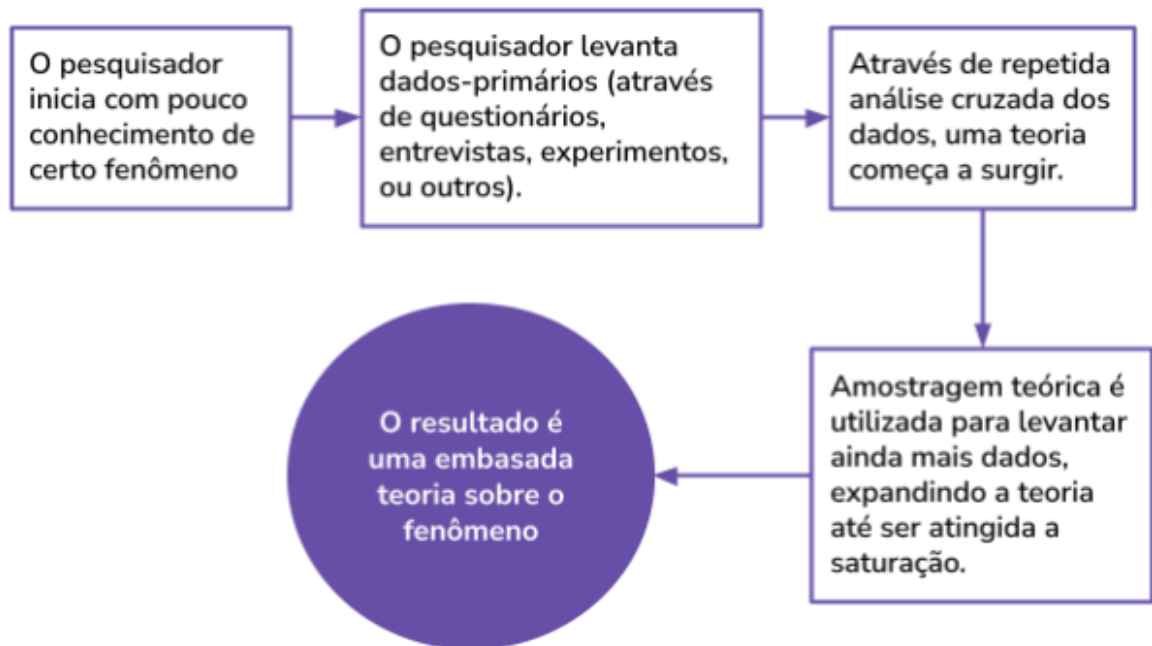 O pesquisador
inicia com pouco
conhecimento de
certo fenômeno
O pesquisador levanta
dados-primários (através
de questionários,
entrevistas, experimentos,
ou outros).
Através de repetida
análise cruzada dos
dados, uma teoria
começa a surgir.
Amostragem teórica é
utilizada para levantar
ainda mais dados,
expandindo a teoria
até ser atingida a
saturação.
O resultado é
uma embasada
teoria sobre o
fenômeno